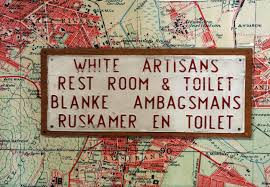 WHITE ARTISANS
REST ROOM & TOILET
BLANKE AMBAGSMANS
RUSKAMER EN TOILET